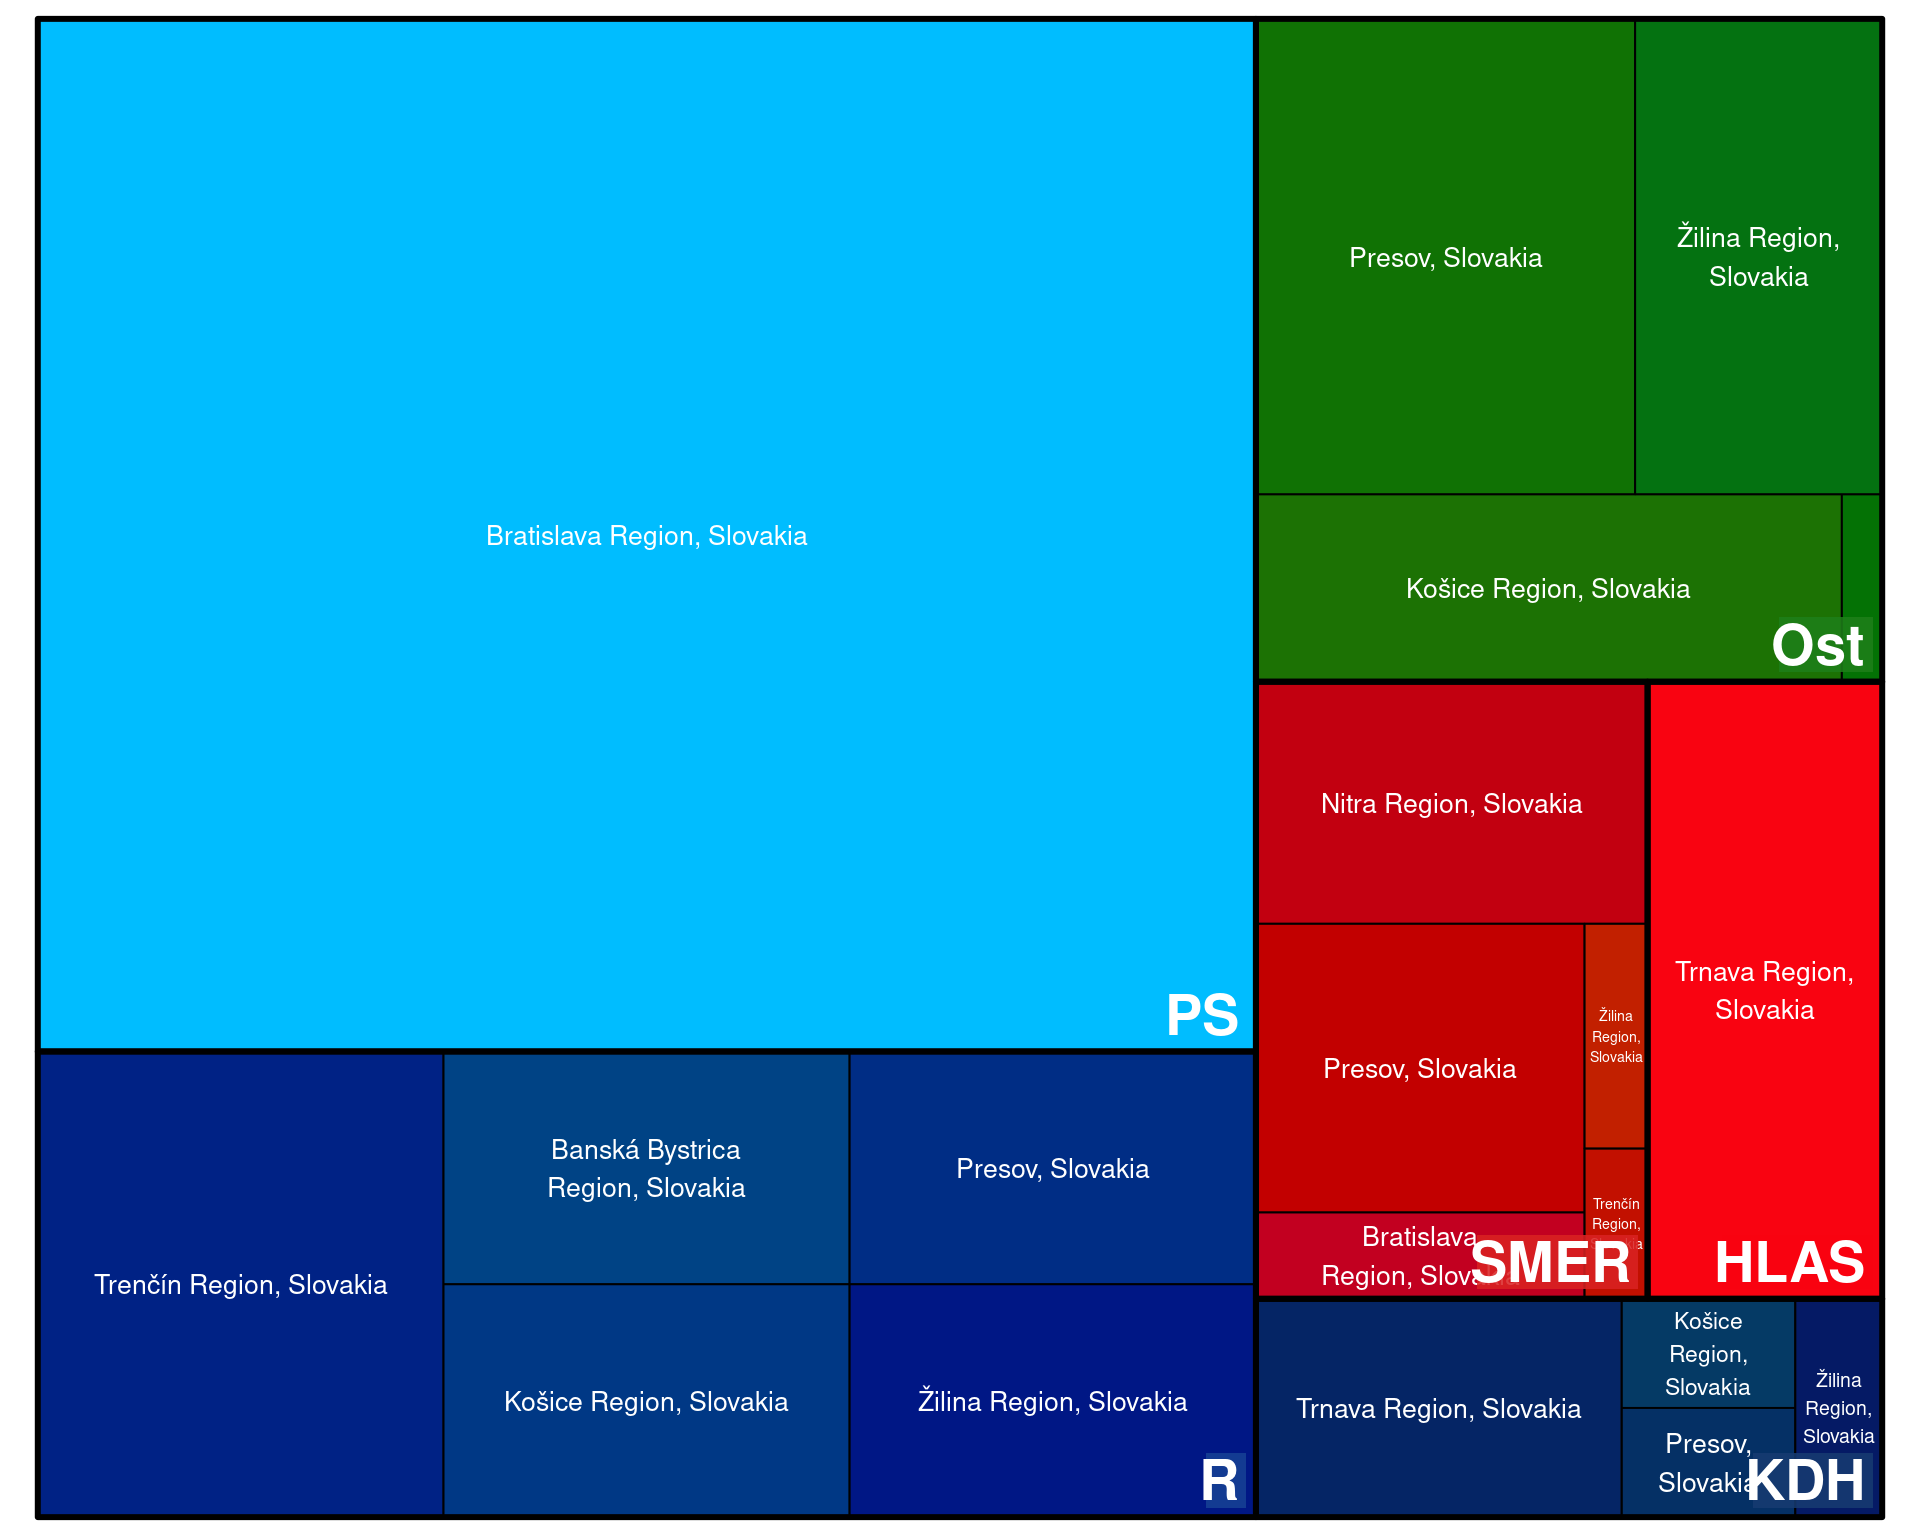 Bratislava Region, Slovakia
PS
Presov, Slovakia
Žilina Region,
Slovakia
Košice Region, Slovakia
Ost
Nitra Region, Slovakia
Presov, Slovakia
Žilina
Region,
Slovakia
Trenčín
Region,
Bratislava
Region,
SMER
Trnava Region,
Slovakia
HLAS
Trenčín Region, Slovakia
Banská Bystrica
Region, Slovakia
Presov, Slovakia
Košice Region, Slovakia
Žilina Region, Slovakia
R
Trnava Region, Slovakia
Košice
Region,
Slovakia
Presov,
Slovakia
Žilina
Region,
Slovakia
KDH